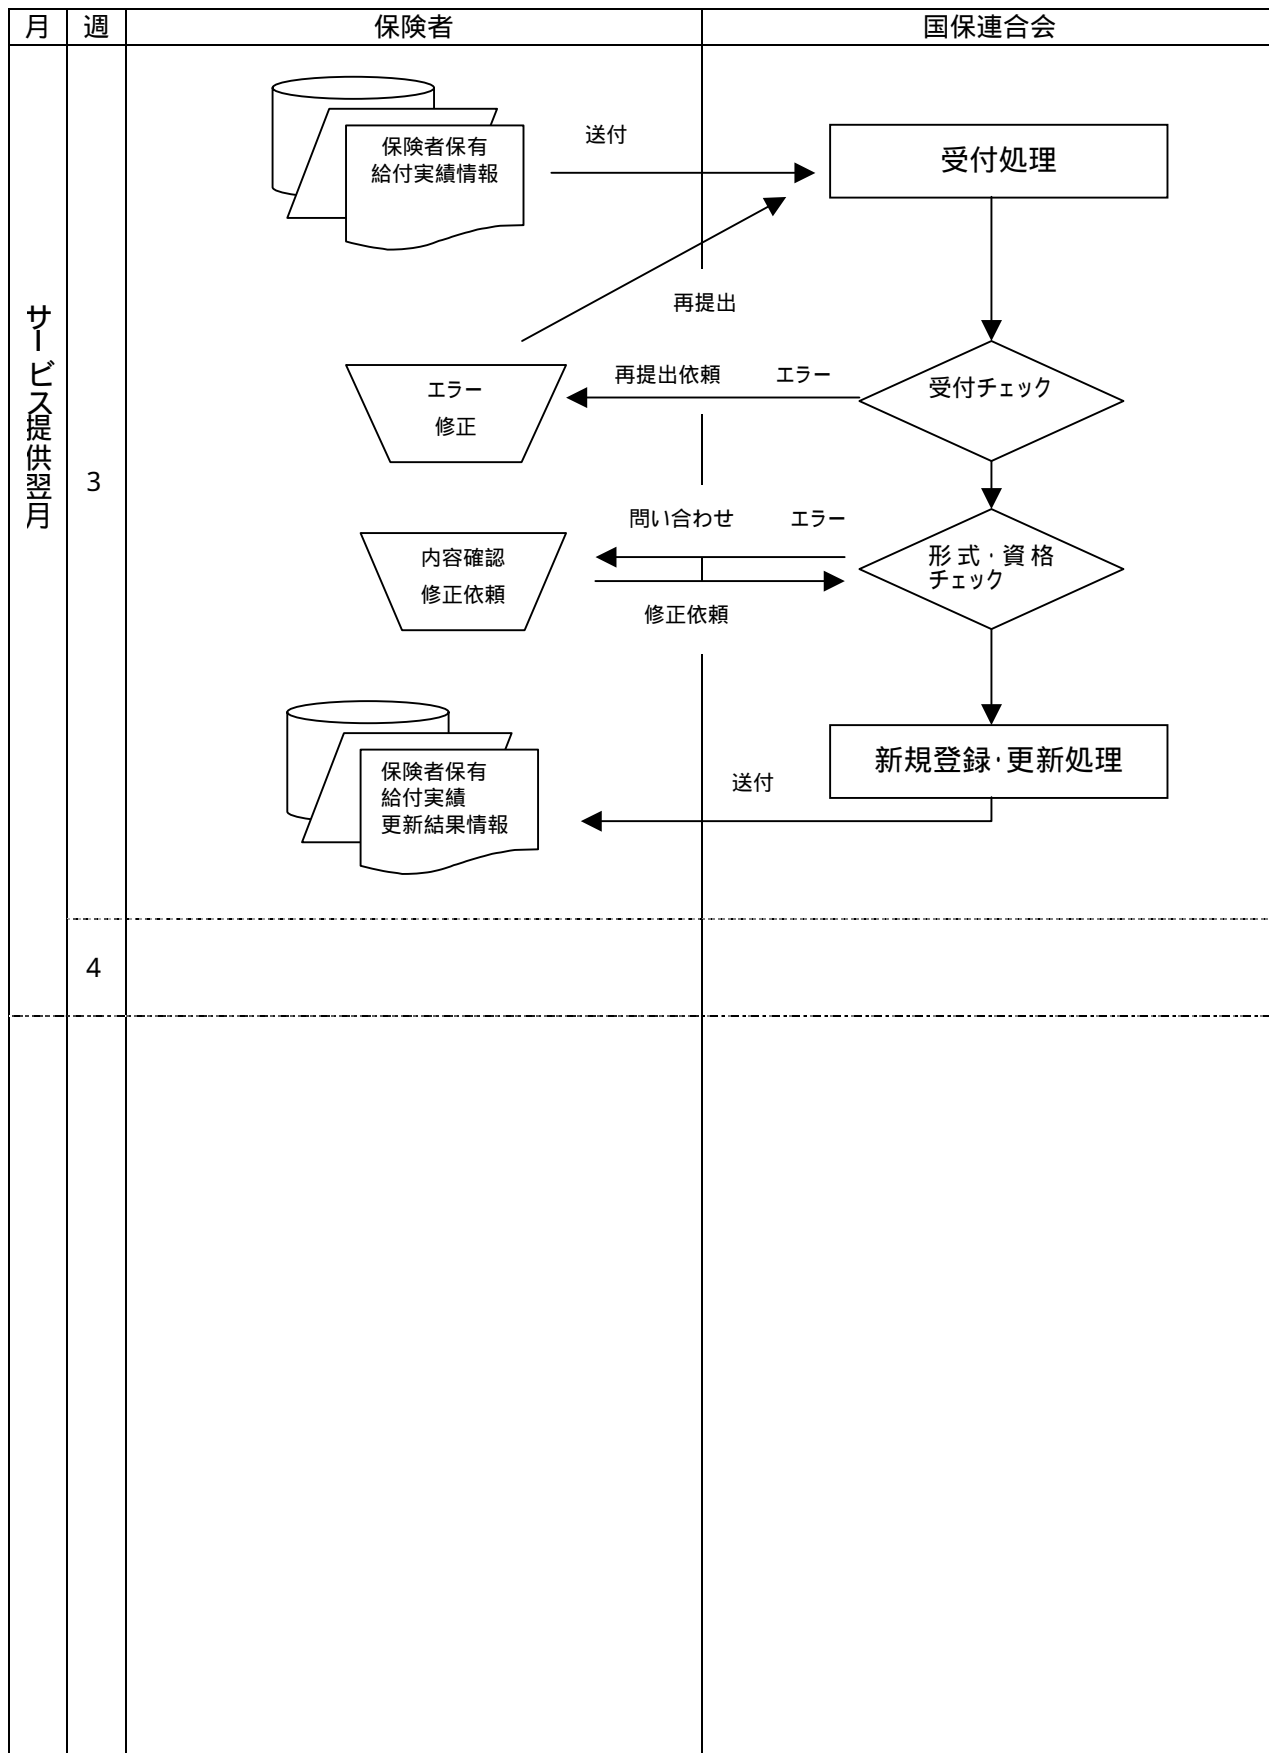 月
週
保険者
国保連合会
保険者保有
給付実績情報
送付
受付処理
再提出
サービス提供翌月
3
エラー
修正
再提出依頼
エラー
受付チェック
問い合わせ
エラー
内容確認
修正依頼
形式・資格
チェック
修正依頼
保険者保有
給付実績
更新結果情報
送付
新規登録・更新処理
4